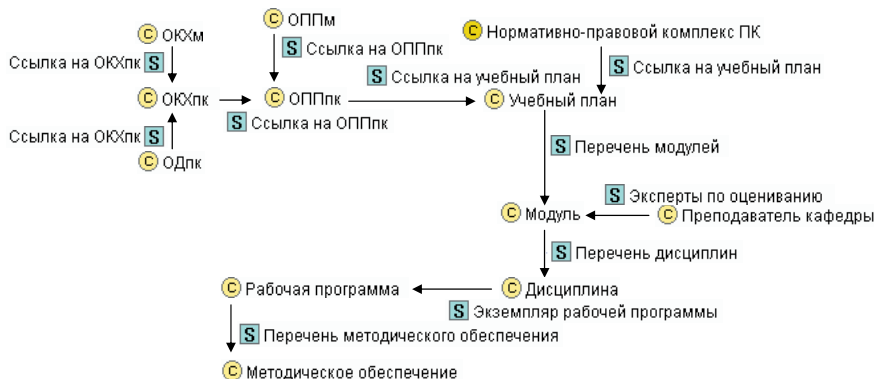 C ОКХм
C ОППм
C Нормативно-правовой комплекс ПК
Ссылка на ОКХпк S
S Ссылка на ОППпк
S Ссылка на учебный план
S Ссылка на учебный план
C ОКХпк
C ОППпк
C Учебный план
S Ссылка на ОППпк
Ссылка на ОКХпк S
C ОДпк
S Перечень модулей
S Эксперты по оцениванию
C Модуль
C Преподаватель кафедры
S Перечень дисциплин
C Рабочая программа
C Дисциплина
S Экземпляр рабочей программы
S Перечень методического обеспечения
C Методическое обеспечение